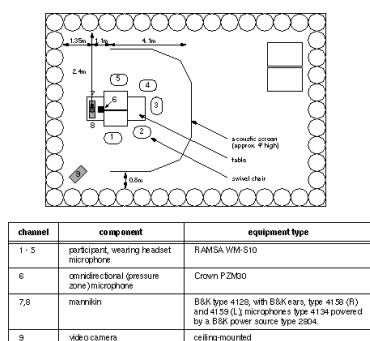 1.35m 1.1m 4.1m
2.4m
5
4
7
6
3
8
2
1
acoustic screen
(approx. 4' high)
table
swivel chair
9
0.8m
channel component equipment type
1 - 5 participant, wearing headset microphone RAMSA WM-S10
6 omnidirectional (pressure zone) microphone Crown PZM30
7,8 mannikin B&K type 4128, with B&K ears, type 4158 (R)
and 4159 (L); microphones type 4134 powered
by a B&K power source type 2804.
9 video camera ceiling-mounted